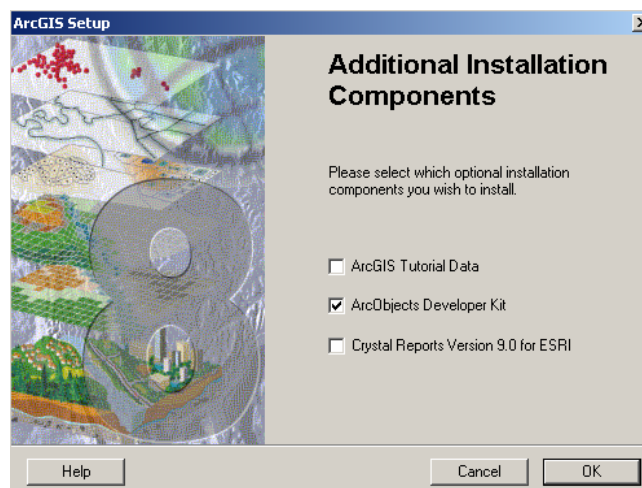 ArcGIS Setup
Additional Installation
Components
Please select which optional installation
components you wish to install.
ArcGIS Tutorial Data
ArcObjects Developer Kit
Crystal Reports Version 9.0 for ESRI
8
Help
Cancel
OK